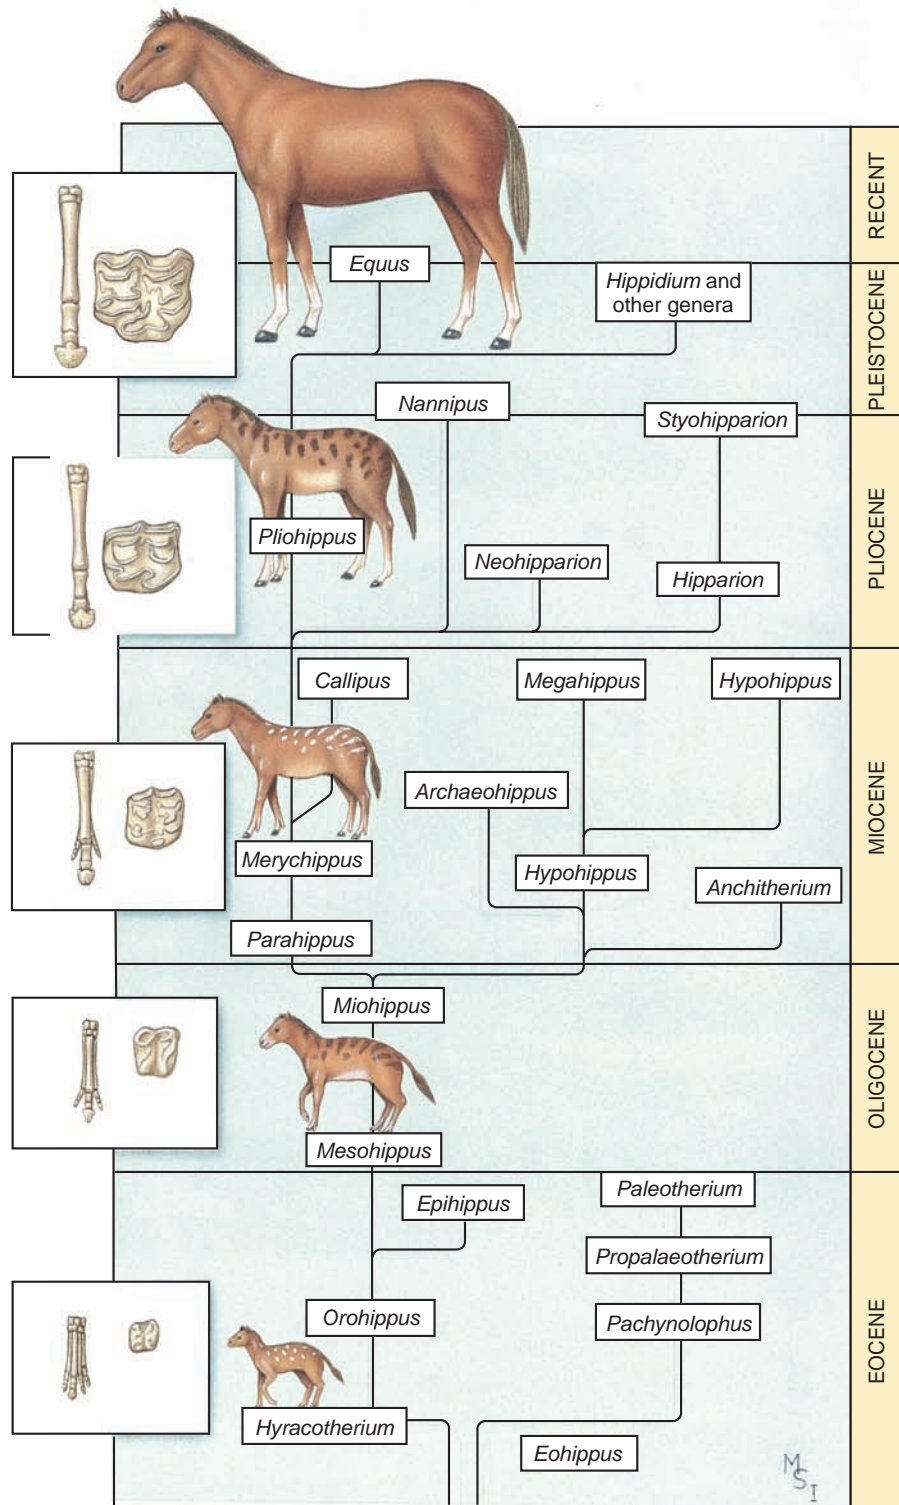 RECENT
Equus
Hippidium and
other genera
PLEISTOCENE
Nannipus
Styohipparion
Pliohippus
Neohipparion
Hipparion
PLIOCENE
Callipus
Megahippus
Hypohippus
Archaeohippus
Merychippus
Hypohippus
Anchitherium
Parahippus
MIOCENE
Miohippus
Mesohippus
OLIGOCENE
Epihippus
Paleotherium
Propalaeotherium
Orohippus
Pachynolophus
Hyracotherium
Eohippus
EOCENE
MSI